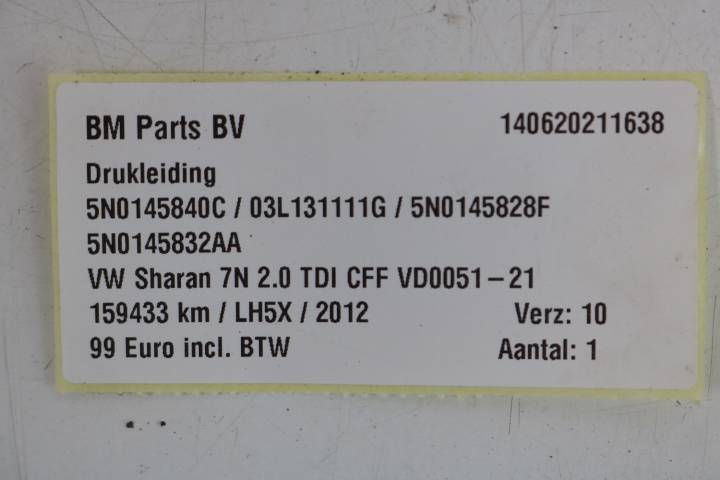 BM Parts BV 140620211638
Drukleiding
5N0145840C / 03L131111G / 5N0145828F
5N0145832AA
VW Sharan 7N 2.0 TDI CFF VD0051-21
159433 km / LH5X / 2012 Verz: 10
99 Euro incl. BTW Aantal: 1